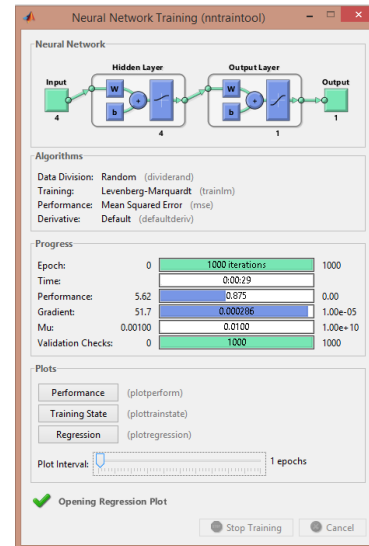 Neural Network Training (nntraintool)
Neural Network
Hidden Layer
Output Layer
Input
Output
W
W
+
+
b
b
4
1
4
1
Algorithms
Data Division: Random (dividerand)
Training: Levenberg-Marquardt (trainlm)
Performance: Mean Squared Error (mse)
Derivative: Default (defaultderiv)
Progress
Epoch: 0 1000 iterations 1000
Time: 0:00:29
Performance: 5.62 0.875 0.00
Gradient: 51.7 0.000286 1.00e-05
Mu: 0.00100 0.0100 1.00e+10
Validation Checks: 0 1000 1000
Plots
Performance (plotperform)
Training State (plottrainstate)
Regression (plotregression)
Plot Interval: 1 epochs
Opening Regression Plot
Stop Training Cancel